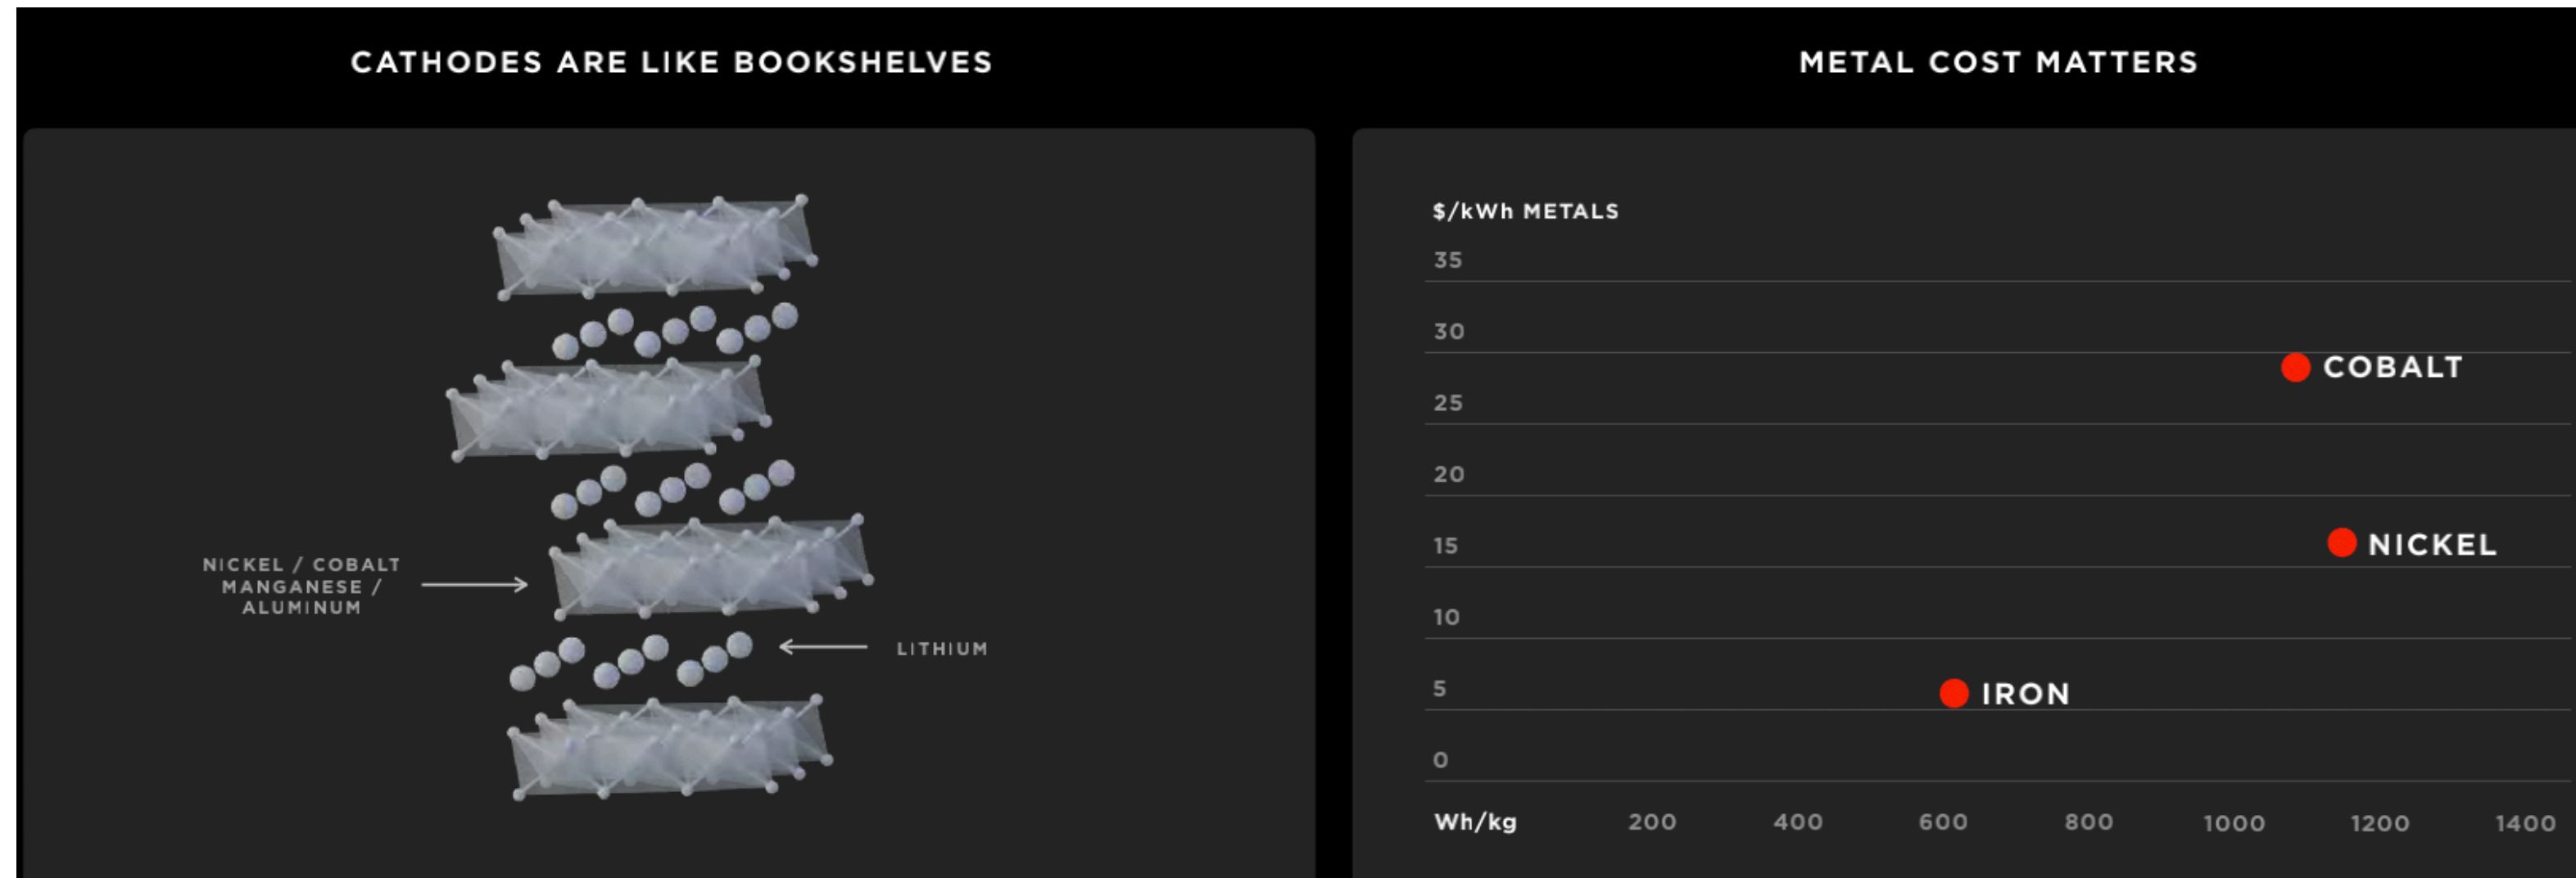 CATHODES ARE LIKE BOOKSHELVES
NICKEL / COBALT
MANGANESE /
ALUMINUM
LITHIUM
METAL COST MATTERS
$/kWh METALS
35
30
COBALT
25
20
15
NICKEL
10
5
IRON
0
Wh/kg 200 400 600 800 1000 1200 1400